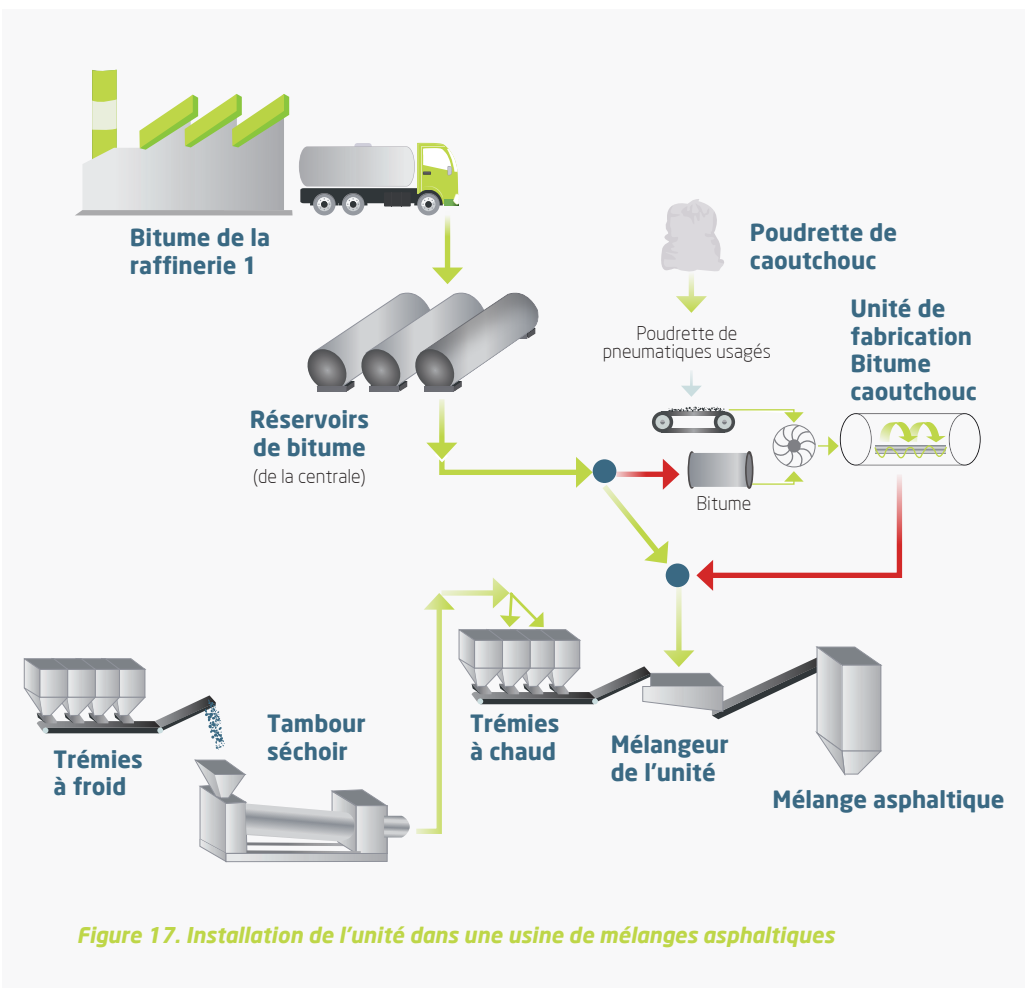 Bitume de la
raffinerie 1
Poudrette de
caoutchouc
Poudrette de
pneumatiques usagés
Unité de
fabrication
Bitume
caoutchouc
Réservoirs
de bitume
(de la centrale)
Bitume
Trémies
à froid
Tambour
séchoir
Trémies
à chaud
Mélangeur
de l'unité
Mélange asphaltique
Figure 17. Installation de l'unité dans une usine de mélanges asphaltiques